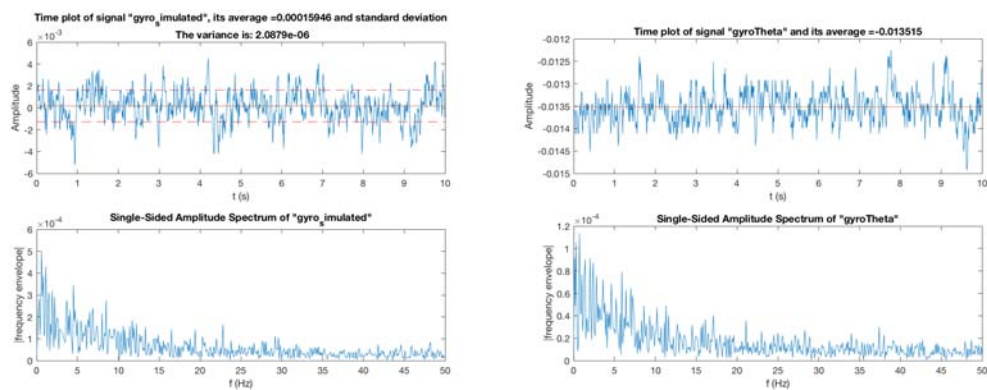 Time plot of signal "gyro_simulated", its average =0.00015946 and standard deviation
The variance is: 2.0879e-06
×10⁻³
6
4
2
0
-2
-4
-6
Amplitude
0 1 2 3 4 5 6 7 8 9 10
t (s)
Time plot of signal "gyroTheta" and its average =-0.013515
-0.012
-0.0125
-0.013
-0.0135
-0.014
-0.0145
-0.015
Amplitude
0 1 2 3 4 5 6 7 8 9 10
t (s)
Single-Sided Amplitude Spectrum of "gyro_simulated"
×10⁻⁴
6
5
4
3
2
1
0
|frequency envelope|
0 5 10 15 20 25 30 35 40 45 50
f (Hz)
Single-Sided Amplitude Spectrum of "gyroTheta"
×10⁻⁴
1.2
1
0.8
0.6
0.4
0.2
0
|frequency envelope|
0 5 10 15 20 25 30 35 40 45 50
f (Hz)